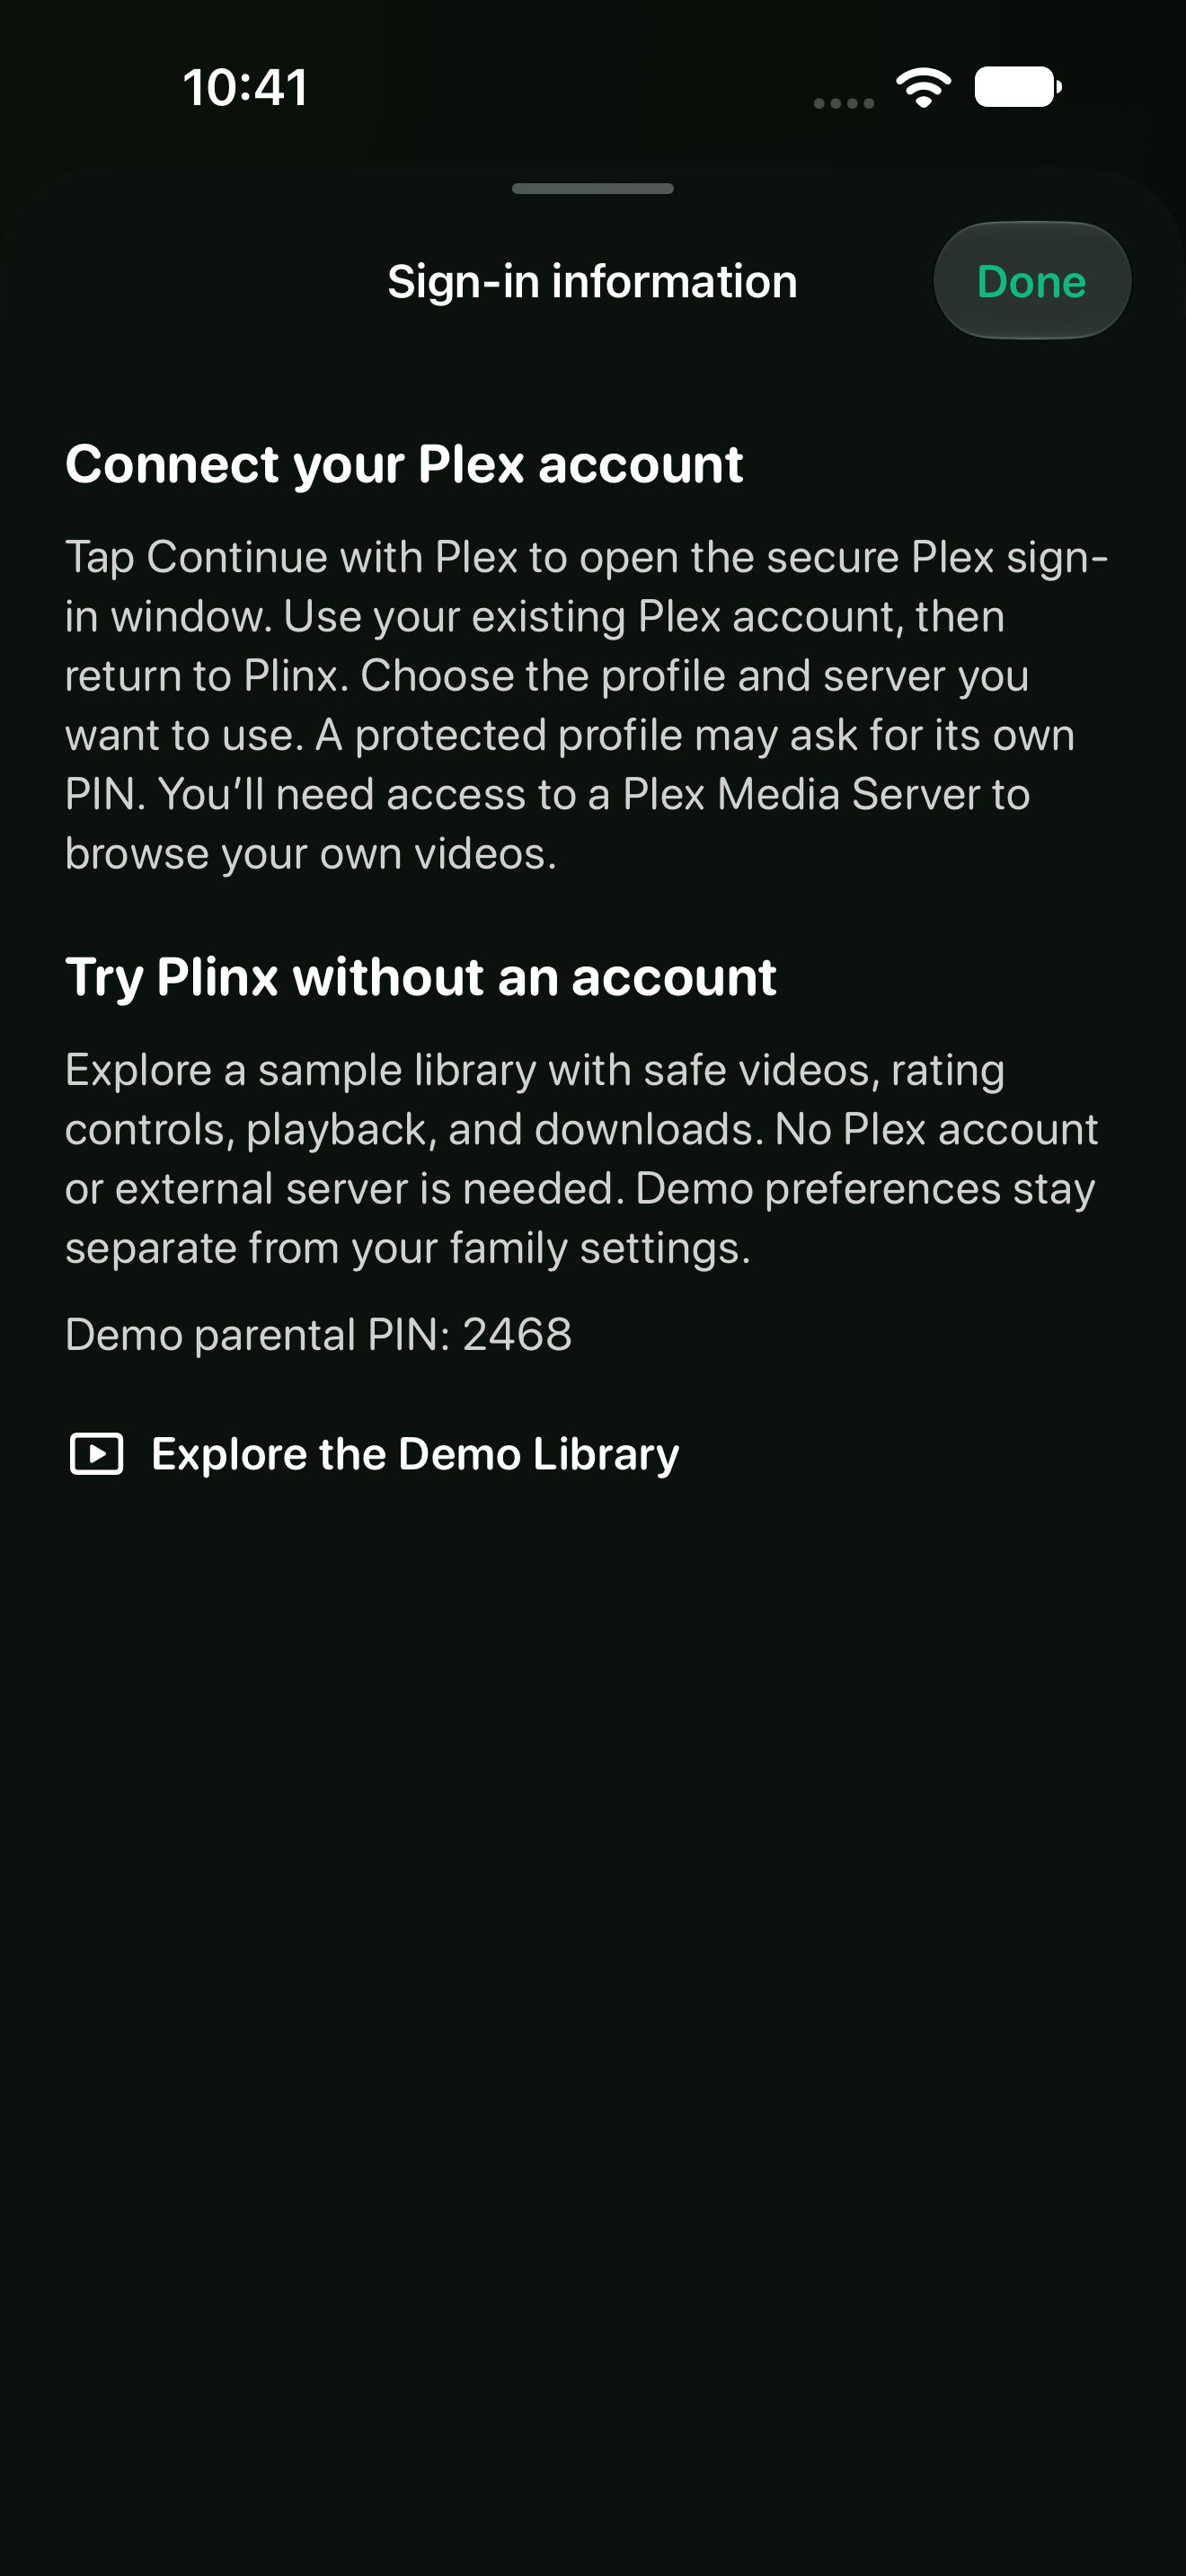 10:41
Sign-in information
Done
Connect your Plex account
Tap Continue with Plex to open the secure Plex sign-
in window. Use your existing Plex account, then
return to Plinx. Choose the profile and server you
want to use. A protected profile may ask for its own
PIN. You’ll need access to a Plex Media Server to
browse your own videos.
Try Plinx without an account
Explore a sample library with safe videos, rating
controls, playback, and downloads. No Plex account
or external server is needed. Demo preferences stay
separate from your family settings.
Demo parental PIN: 2468
Explore the Demo Library